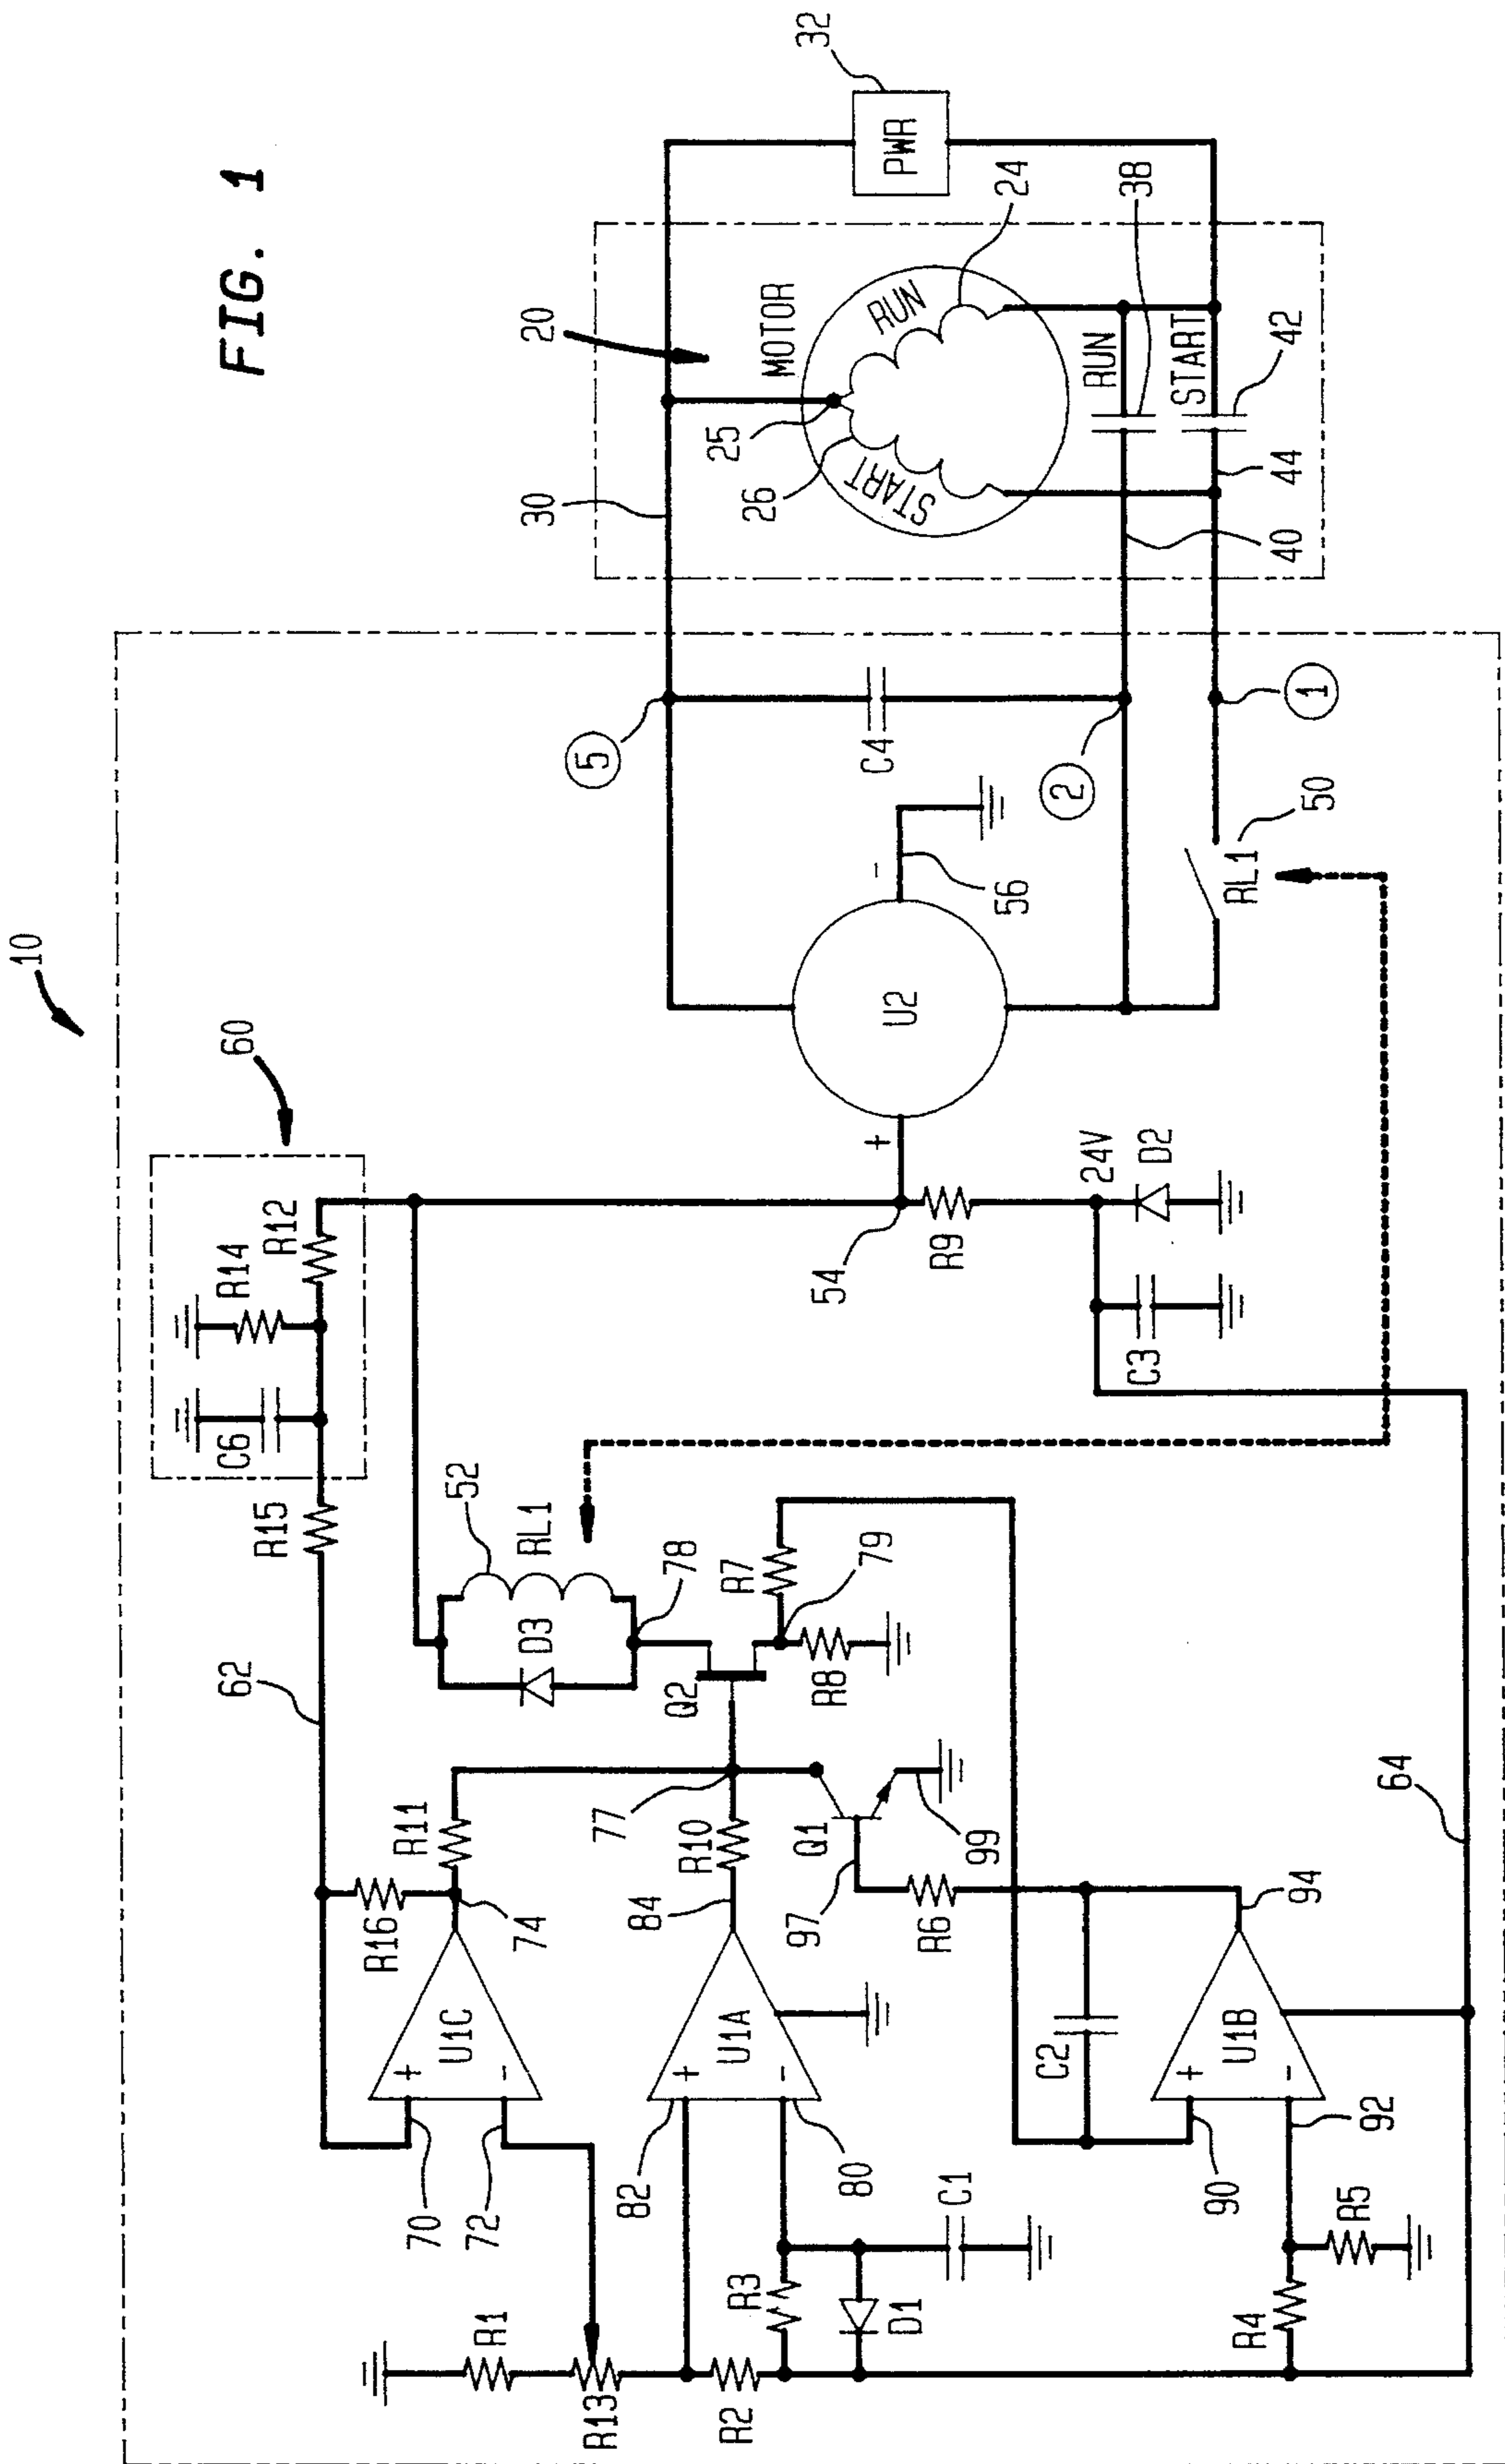 FIG. 1
10
60
R14
R12
C6
R15
62
R16
R11
74
U1C
+
-
70
72
R1
R13
R2
R3
D1
C1
82
80
U1A
+
-
84
R10
77
Q2
Q1
97
99
R6
52
RL1
D3
78
79
R7
R8
C2
U1B
+
-
90
92
94
R4
R5
64
54
R9
24V
D2
C3
U2
+
-
56
5
C4
2
1
RL1
50
30
20
MOTOR
25
26
START
RUN
24
RUN
38
START
42
40
44
PWR
32